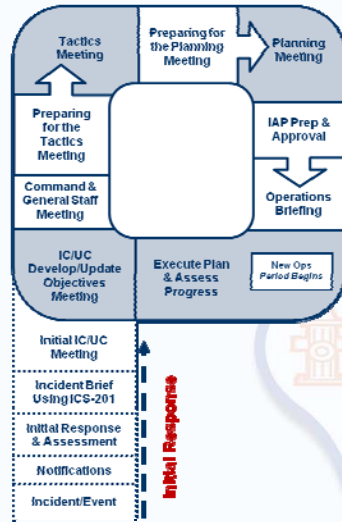 Tactics
Meeting
Preparing for
the Planning
Meeting
Planning
Meeting
Preparing
for the
Tactics
Meeting
IAP Prep &
Approval
Command &
General Staff
Meeting
Operations
Briefing
IC/UC
Develop/Update
Objectives
Meeting
Execute Plan
& Assess
Progress
New Ops
Period Begins
Initial IC/UC
Meeting
Incident Brief
Using ICS-201
Initial Response
& Assessment
Notifications
Incident/Event
Initial Response